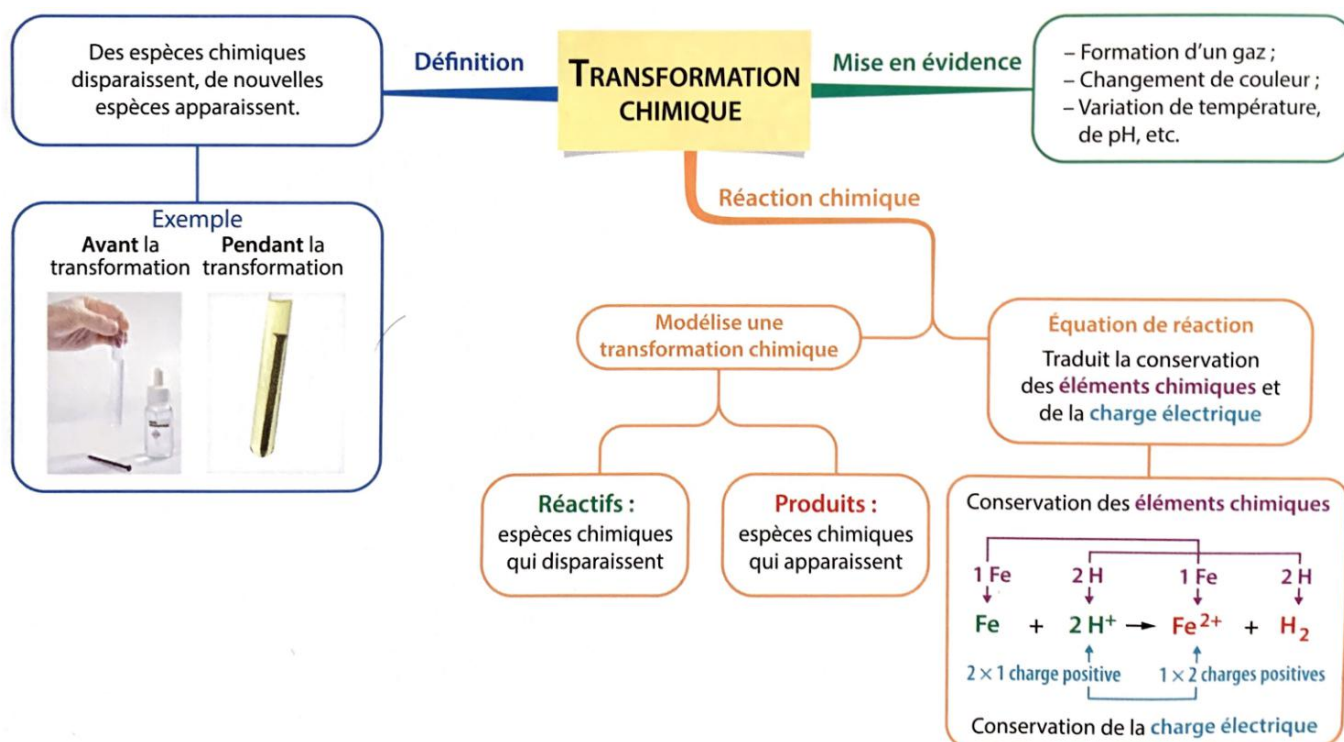 TRANSFORMATION
CHIMIQUE
Définition
Des espèces chimiques
disparaissent, de nouvelles
espèces apparaissent.
Exemple
Avant la
transformation
Pendant la
transformation
Mise en évidence
– Formation d'un gaz ;
– Changement de couleur ;
– Variation de température,
de pH, etc.
Réaction chimique
Modélise une
transformation chimique
Réactifs :
espèces chimiques
qui disparaissent
Produits :
espèces chimiques
qui apparaissent
Équation de réaction
Traduit la conservation
des éléments chimiques et
de la charge électrique
Conservation des éléments chimiques
1 Fe 2 H 1 Fe 2 H
Fe + 2 H⁺ → Fe²⁺ + H₂
2 × 1 charge positive 1 × 2 charges positives
Conservation de la charge électrique